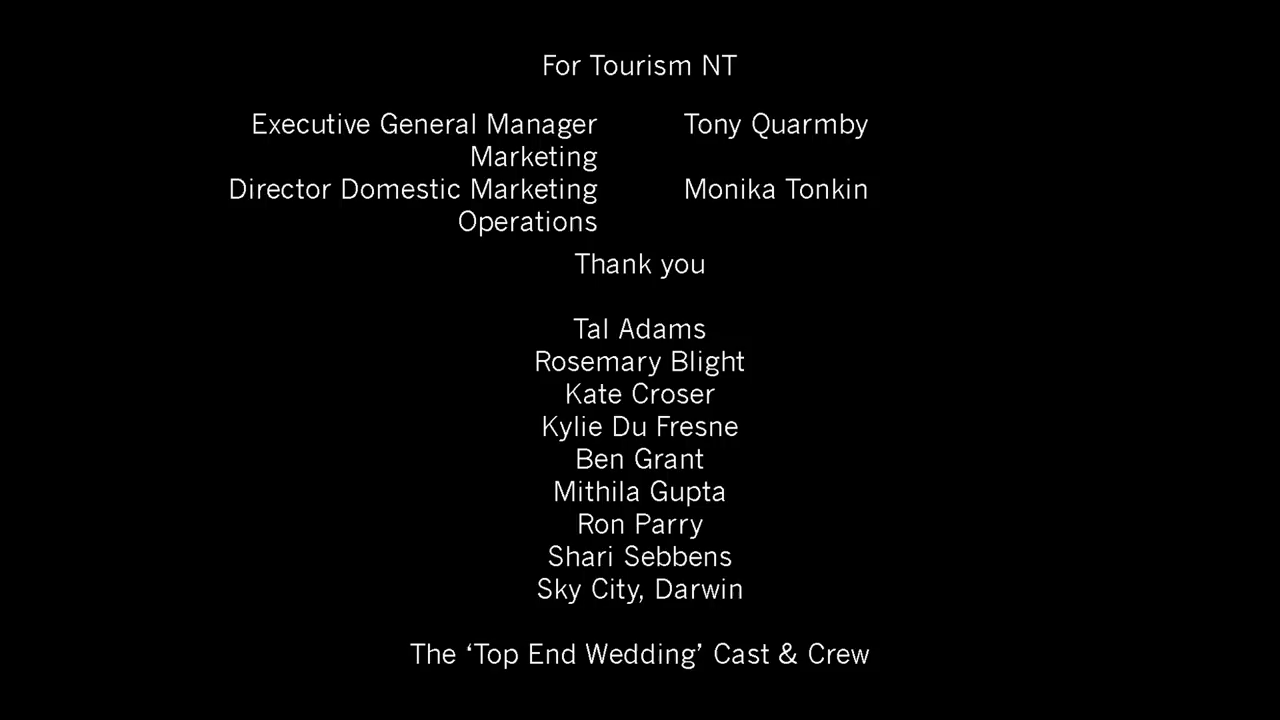 For Tourism NT
Executive General Manager Tony Quarmby
Marketing
Director Domestic Marketing Monika Tonkin
Operations
Thank you
Tal Adams
Rosemary Blight
Kate Croser
Kylie Du Fresne
Ben Grant
Mithila Gupta
Ron Parry
Shari Sebbens
Sky City, Darwin
The ‘Top End Wedding’ Cast & Crew